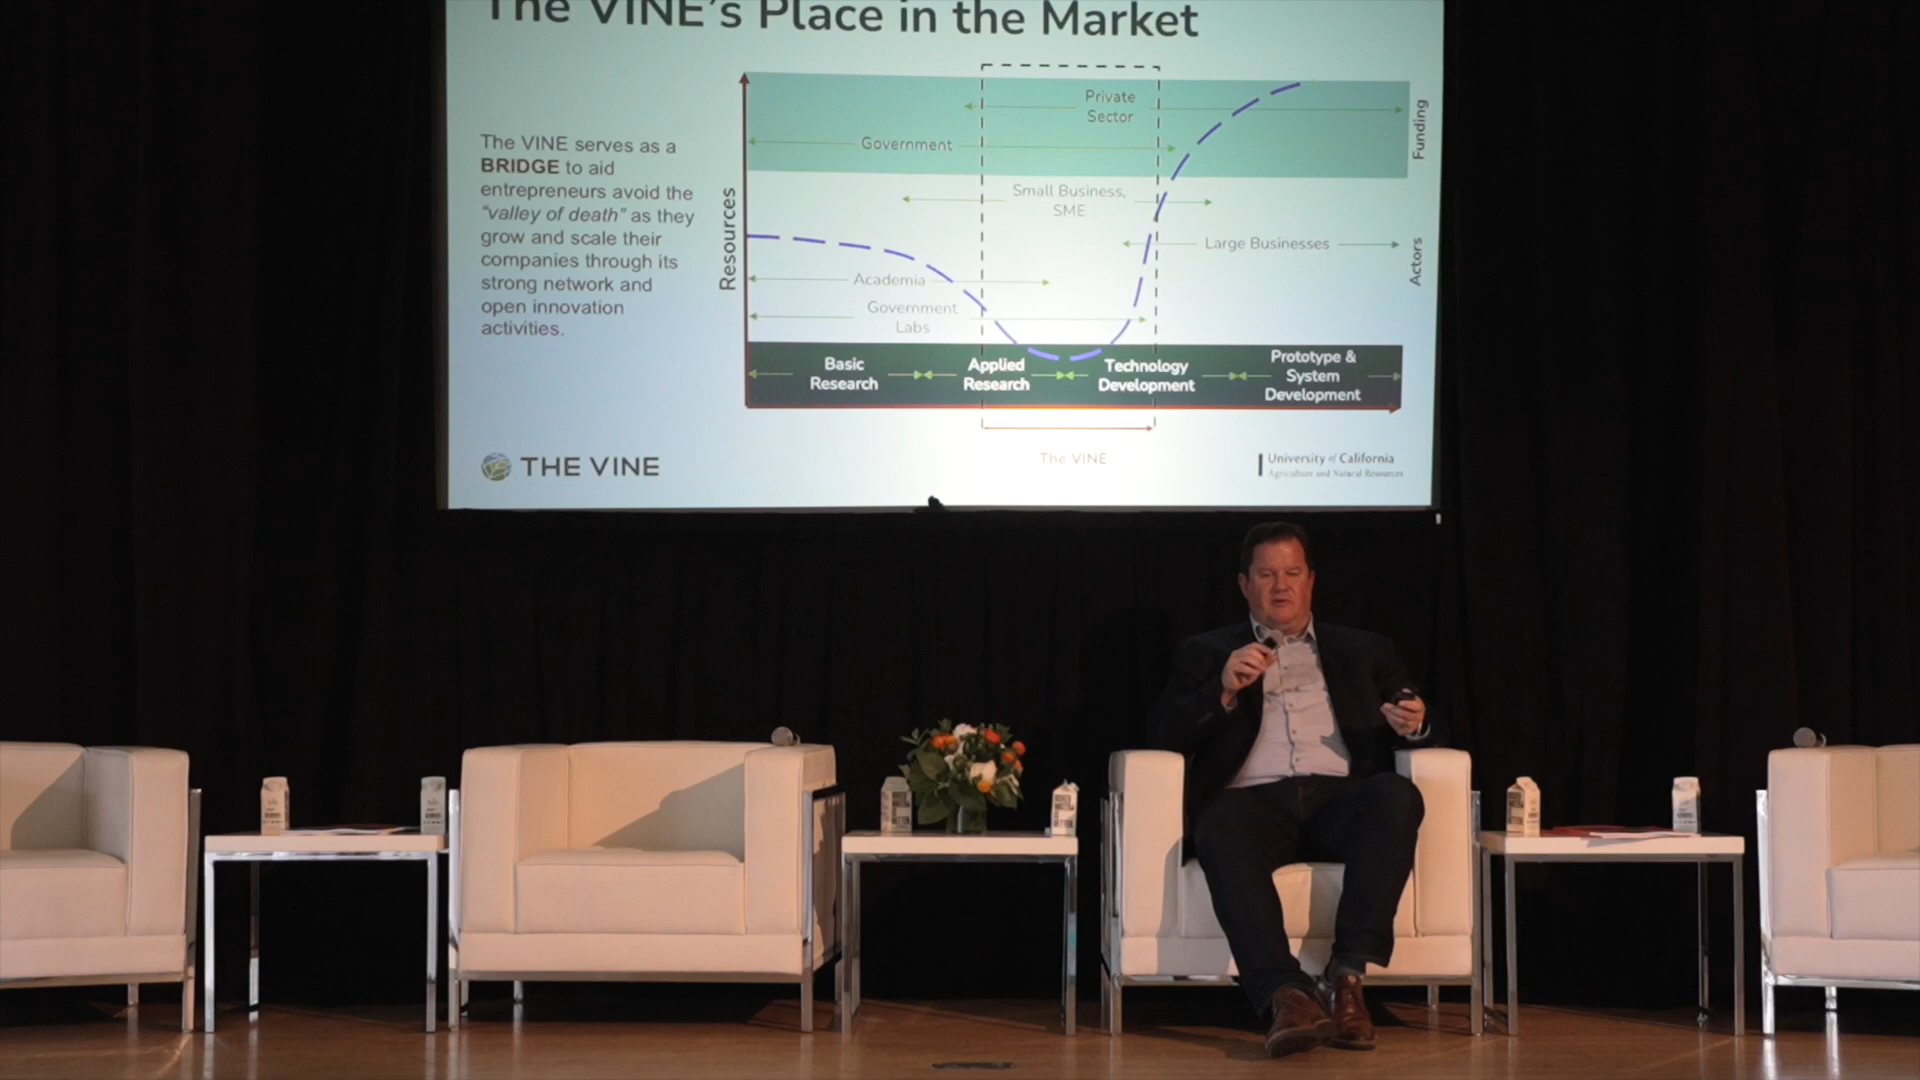 The VINE's Place in the Market
The VINE serves as a
BRIDGE to aid
entrepreneurs avoid the
"valley of death" as they
grow and scale their
companies through its
strong network and
open innovation
activities.
Resources
Private
Sector
Government
Funding
Small Business,
SME
Large Businesses
Actors
Academia
Government
Labs
Basic
Research
Applied
Research
Technology
Development
Prototype &
System
Development
The VINE
THE VINE
University of California
Agriculture and Natural Resources